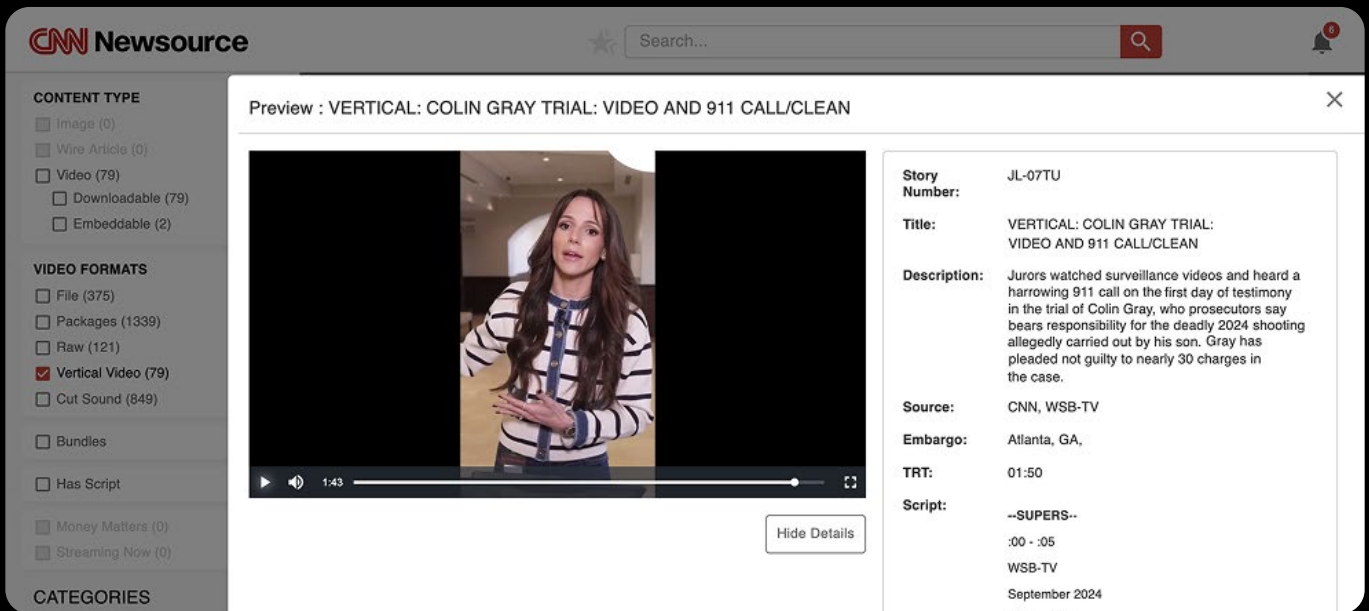 CNN Newsource
Search...
6
CONTENT TYPE
Image (0)
Wire Article (0)
Video (79)
Downloadable (79)
Embeddable (2)
VIDEO FORMATS
File (375)
Packages (1339)
Raw (121)
Vertical Video (79)
Cut Sound (849)
Bundles
Has Script
Money Matters (0)
Streaming Now (0)
CATEGORIES
Preview : VERTICAL: COLIN GRAY TRIAL: VIDEO AND 911 CALL/CLEAN
1:43
Hide Details
Story
Number:
JL-07TU
Title:
VERTICAL: COLIN GRAY TRIAL:
VIDEO AND 911 CALL/CLEAN
Description:
Jurors watched surveillance videos and heard a
harrowing 911 call on the first day of testimony
in the trial of Colin Gray, who prosecutors say
bears responsibility for the deadly 2024 shooting
allegedly carried out by his son. Gray has
pleaded not guilty to nearly 30 charges in
the case.
Source:
CNN, WSB-TV
Embargo:
Atlanta, GA,
TRT:
01:50
Script:
--SUPERS--
:00 - :05
WSB-TV
September 2024